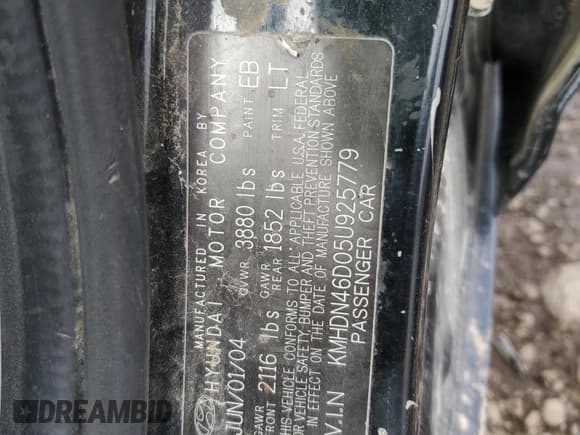 MANUFACTURED IN KOREA BY
HYUNDAI MOTOR COMPANY
JUN/01/04 GVWR 3880 lbs PAINT EB
GAWR FRONT 2116 lbs GAWR REAR 1852 lbs TRIM LT
THIS VEHICLE CONFORMS TO ALL APPLICABLE U.S.A. FEDERAL
MOTOR VEHICLE SAFETY, BUMPER AND THEFT PREVENTION STANDARDS
IN EFFECT ON THE DATE OF MANUFACTURE SHOWN ABOVE
V.I.N KMHDN46D05U925779
PASSENGER CAR
DREAMBID